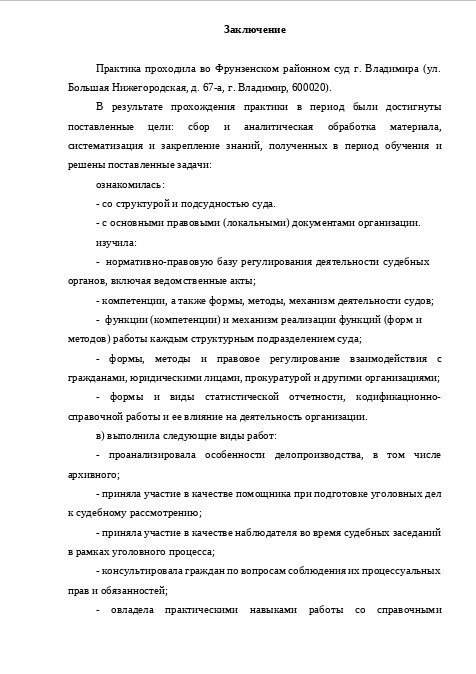 Заключение
Практика проходила во Фрунзенском районном суд г. Владимира (ул.
Большая Нижегородская, д. 67-а, г. Владимир, 600020).
В результате прохождения практики в период были достигнуты
поставленные цели: сбор и аналитическая обработка материала,
систематизация и закрепление знаний, полученных в период обучения и
решены поставленные задачи:
ознакомилась:
- со структурой и подсудностью суда.
- с основными правовыми (локальными) документами организации.
изучила:
- нормативно-правовую базу регулирования деятельности судебных
органов, включая ведомственные акты;
- компетенции, а также формы, методы, механизм деятельности судов;
- функции (компетенции) и механизм реализации функций (форм и
методов) работы каждым структурным подразделением суда;
- формы, методы и правовое регулирование взаимодействия с
гражданами, юридическими лицами, прокуратурой и другими организациями;
- формы и виды статистической отчетности, кодификационно-
справочной работы и ее влияние на деятельность организации.
в) выполнила следующие виды работ:
- проанализировала особенности делопроизводства, в том числе
архивного;
- приняла участие в качестве помощника при подготовке уголовных дел
к судебному рассмотрению;
- приняла участие в качестве наблюдателя во время судебных заседаний
в рамках уголовного процесса;
- консультировала граждан по вопросам соблюдения их процессуальных
прав и обязанностей;
- овладела практическими навыками работы со справочными